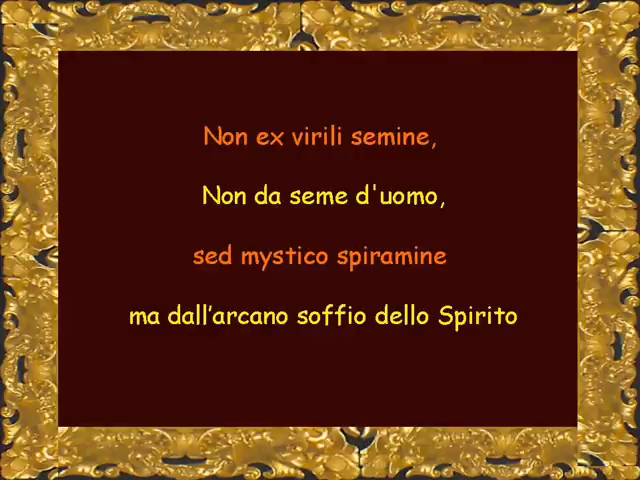 Non ex virili semine,
Non da seme d'uomo,
sed mystico spiramine
ma dall’arcano soffio dello Spirito